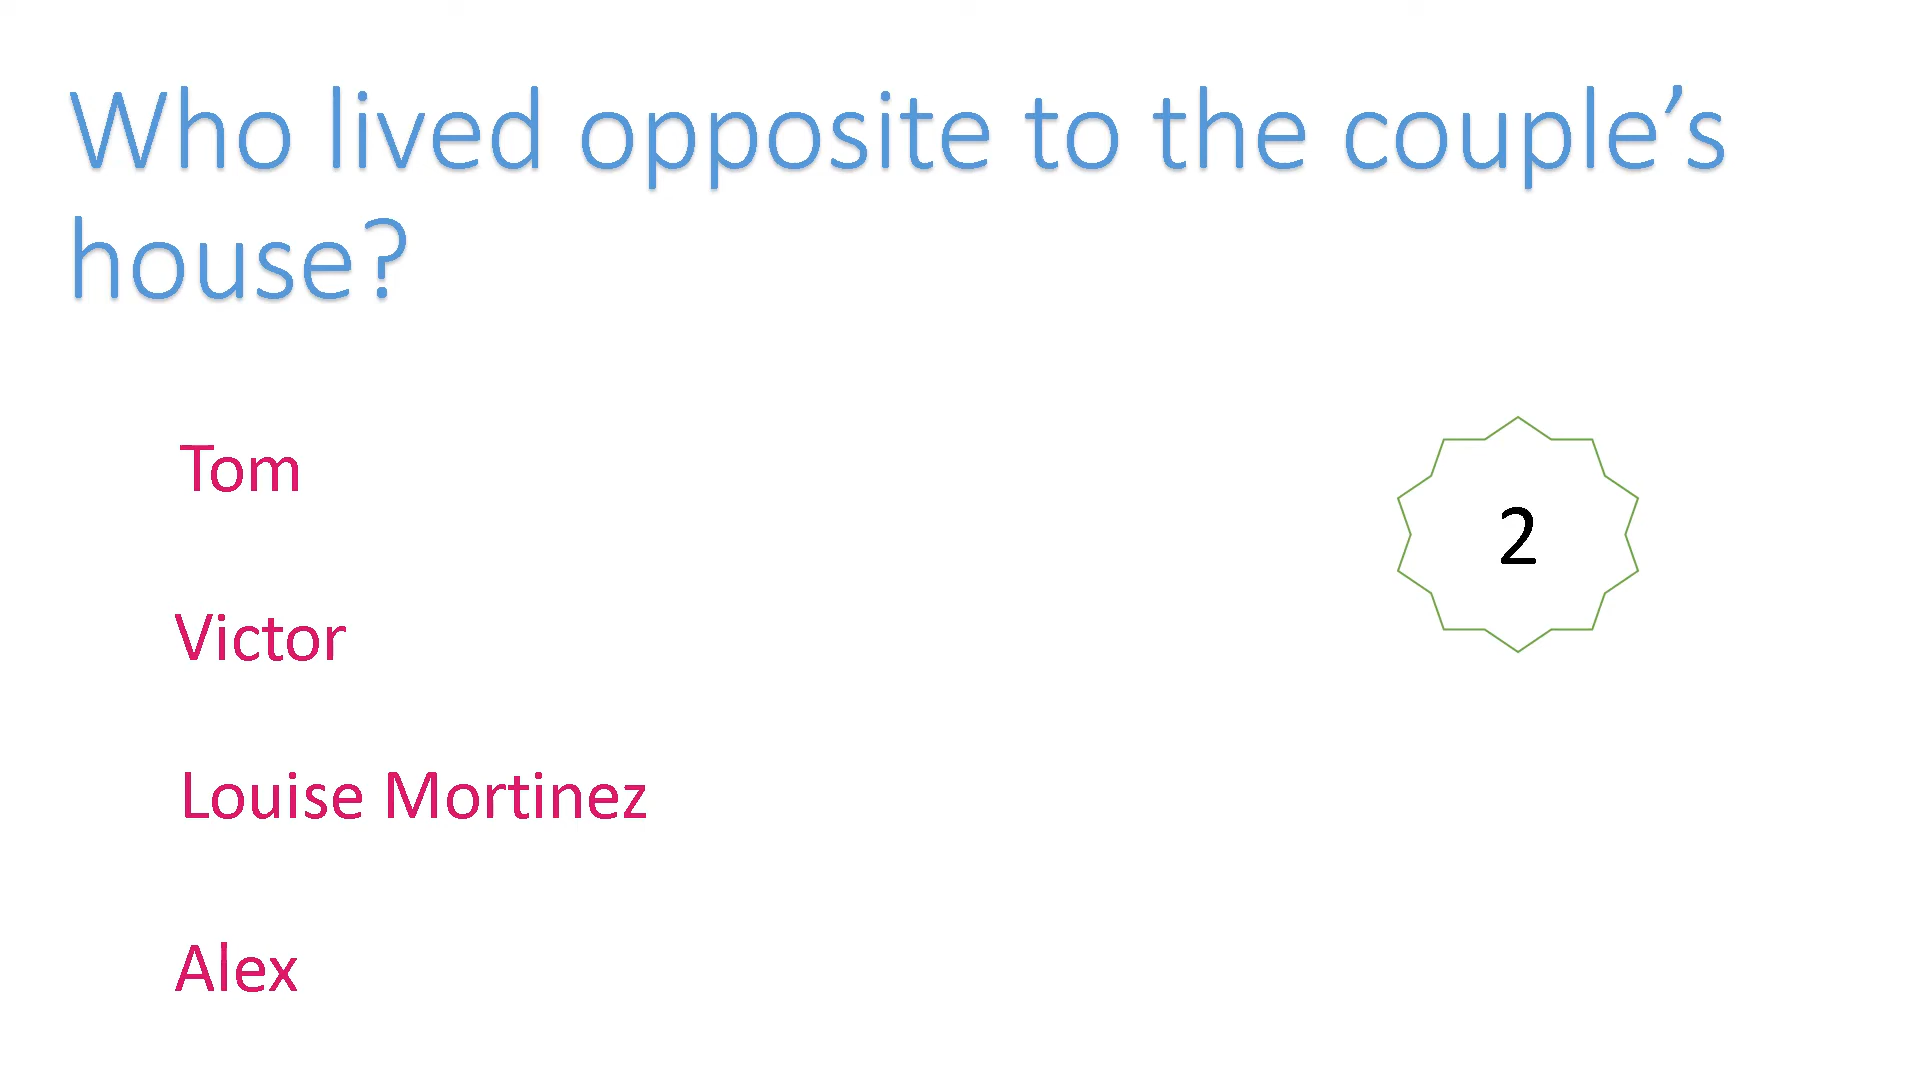 Who lived opposite to the couple’s
house?
Tom
2
Victor
Louise Mortinez
Alex